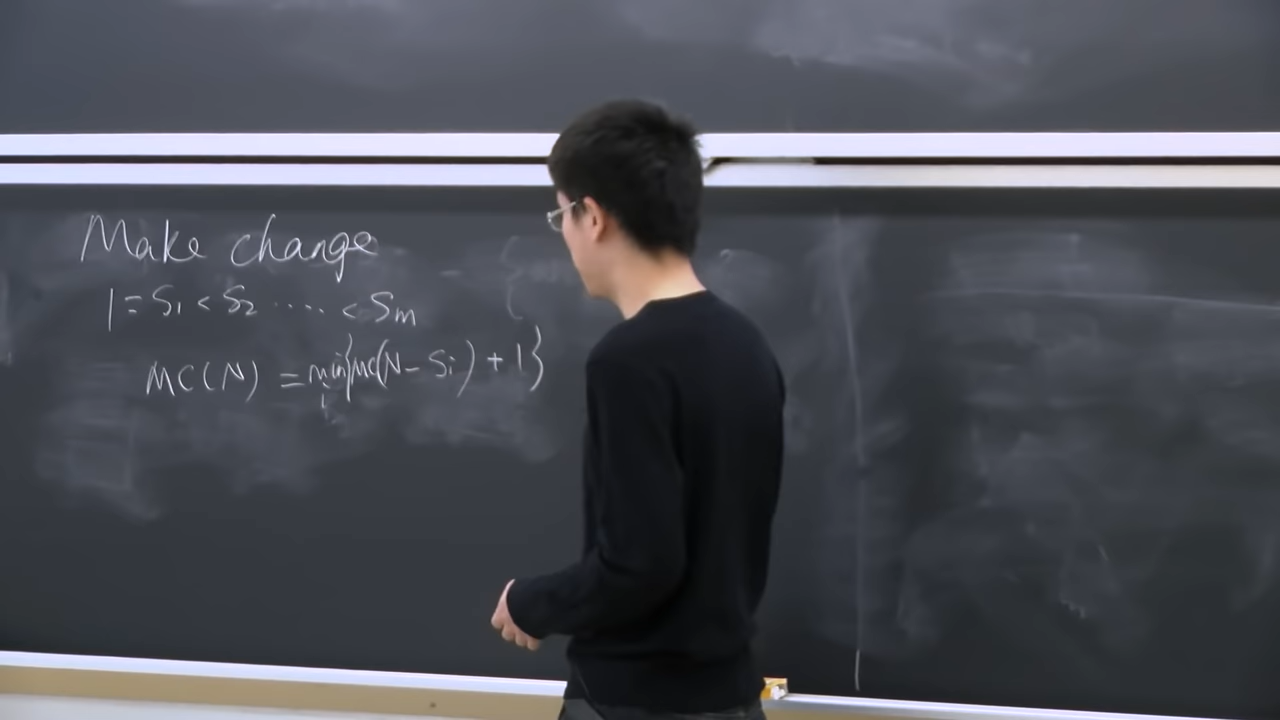 Make change
1 = S₁ < S₂ .... < Sₘ
MC(N) = min{MC(N - Sᵢ) + 1}
i